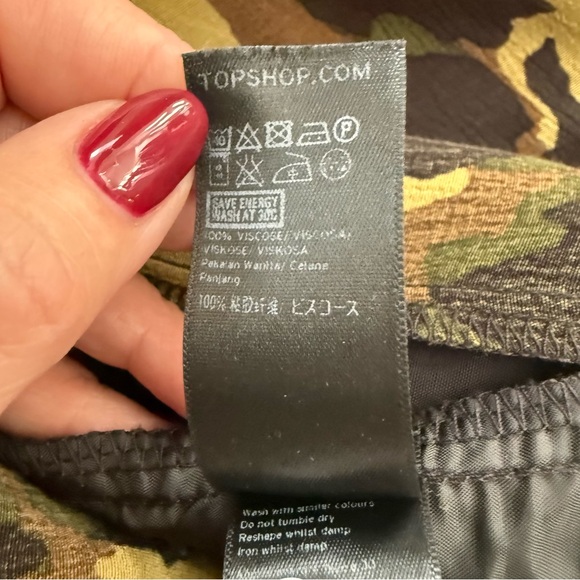 TOPSHOP.COM
40
P
SAVE ENERGY
WASH AT 30C
100% VISCOSE/ VISCOSA/
VISKOSE/ VISKOSA
Pakaian Wanita/ Celana
Panjang
100% 粘胶纤维 ビスコース
Wash with similar colours
Do not tumble dry
Reshape whilst damp
Iron whilst damp